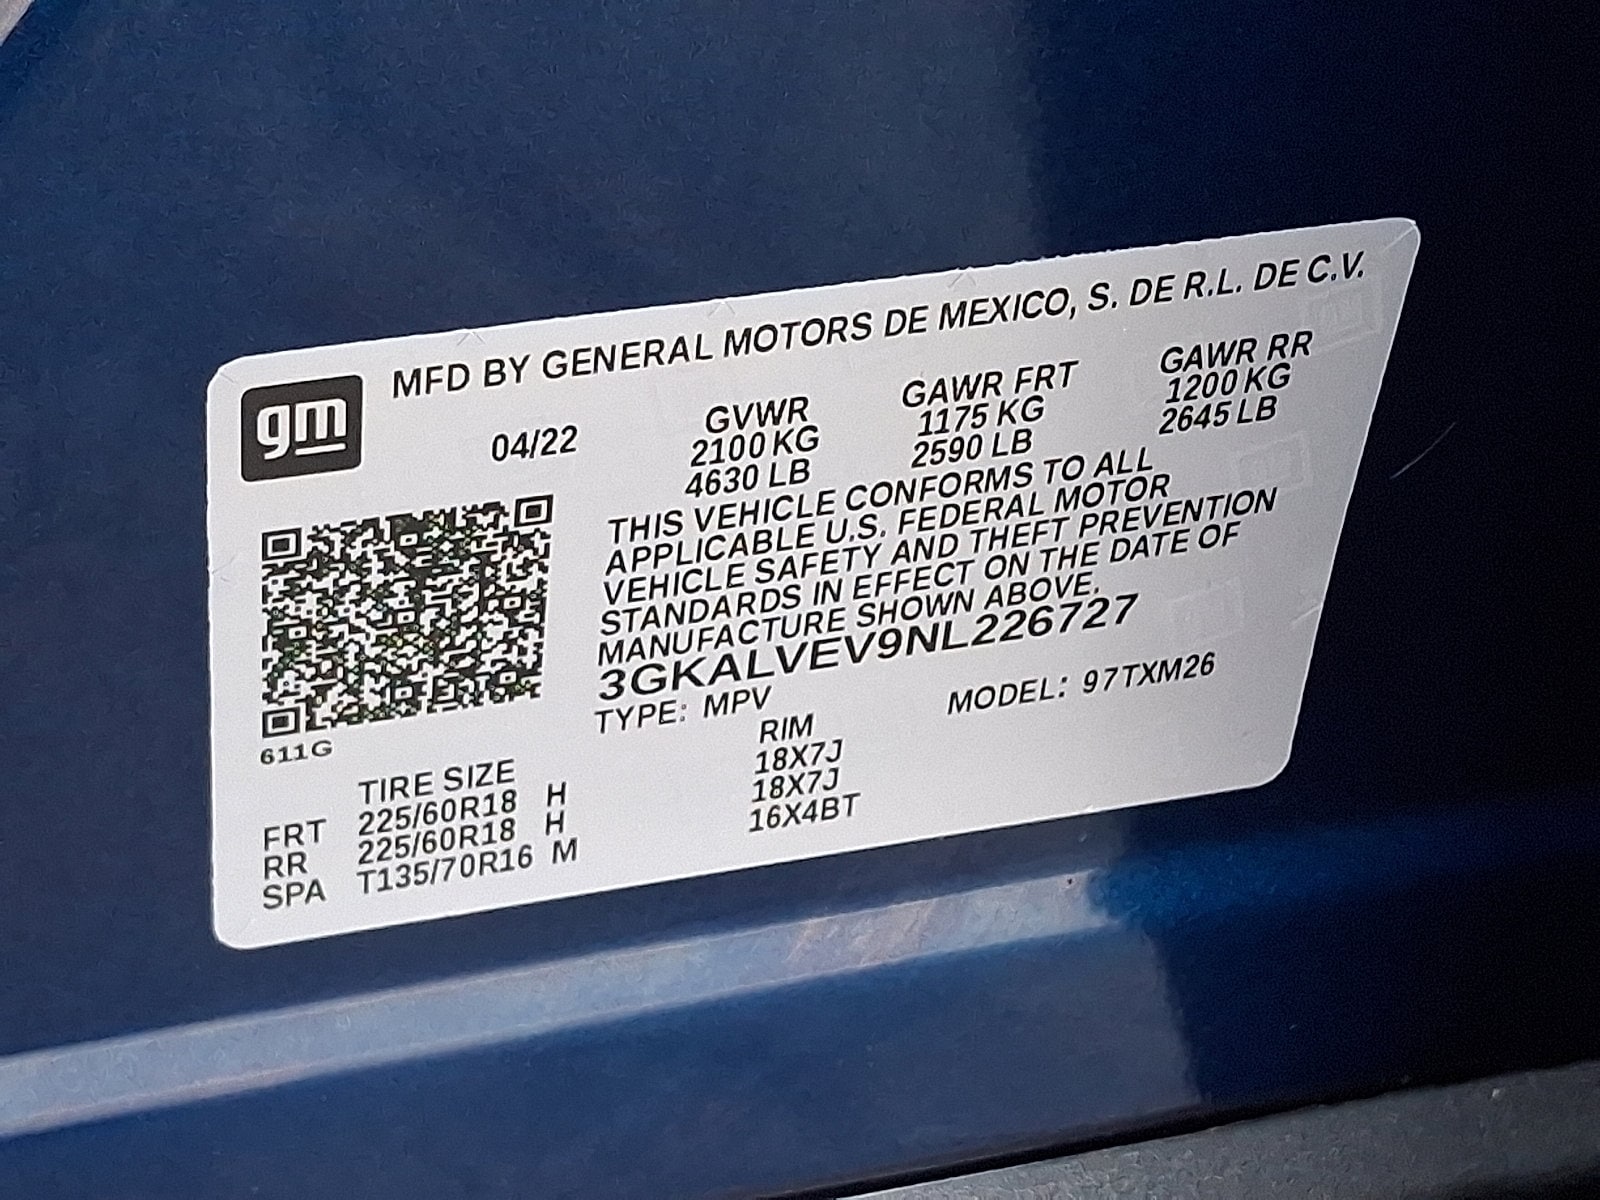 MFD BY GENERAL MOTORS DE MEXICO, S. DE R.L. DE C.V.
gm
04/22
GVWR GAWR FRT GAWR RR
2100 KG 1175 KG 1200 KG
4630 LB 2590 LB 2645 LB
THIS VEHICLE CONFORMS TO ALL
APPLICABLE U.S. FEDERAL MOTOR
VEHICLE SAFETY AND THEFT PREVENTION
STANDARDS IN EFFECT ON THE DATE OF
MANUFACTURE SHOWN ABOVE.
3GKALVEV9NL226727
TYPE: MPV MODEL: 97TXM26
611G
TIRE SIZE RIM
FRT 225/60R18 H 18X7J
RR 225/60R18 H 18X7J
SPA T135/70R16 M 16X4BT